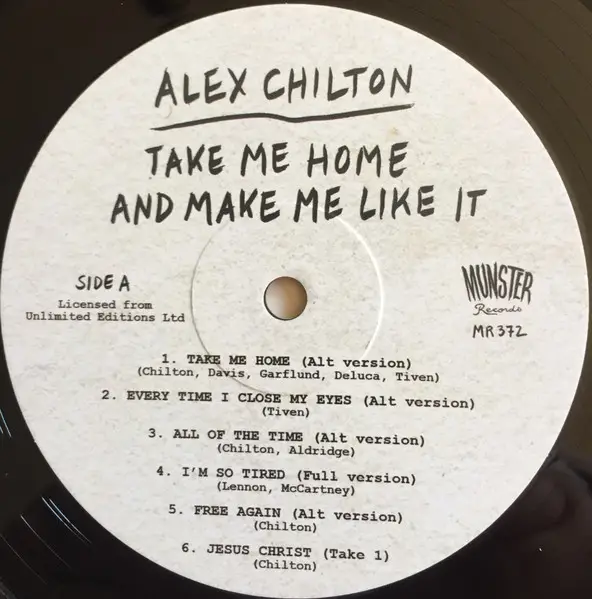 ALEX CHILTON
TAKE ME HOME
AND MAKE ME LIKE IT
SIDE A
Licensed from
Unlimited Editions Ltd
MUNSTER
Records
MR 372
1. TAKE ME HOME (Alt version)
(Chilton, Davis, Garflund, Deluca, Tiven)
2. EVERY TIME I CLOSE MY EYES (Alt version)
(Tiven)
3. ALL OF THE TIME (Alt version)
(Chilton, Aldridge)
4. I'M SO TIRED (Full version)
(Lennon, McCartney)
5. FREE AGAIN (Alt version)
(Chilton)
6. JESUS CHRIST (Take 1)
(Chilton)